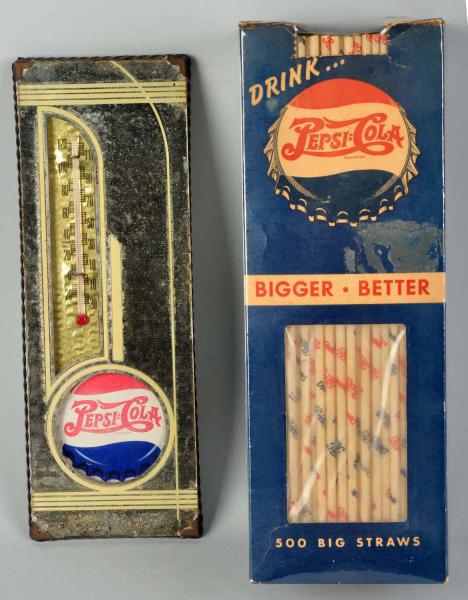 PEPSI-COLA
DRINK...
PEPSI-COLA
BIGGER • BETTER
500 BIG STRAWS